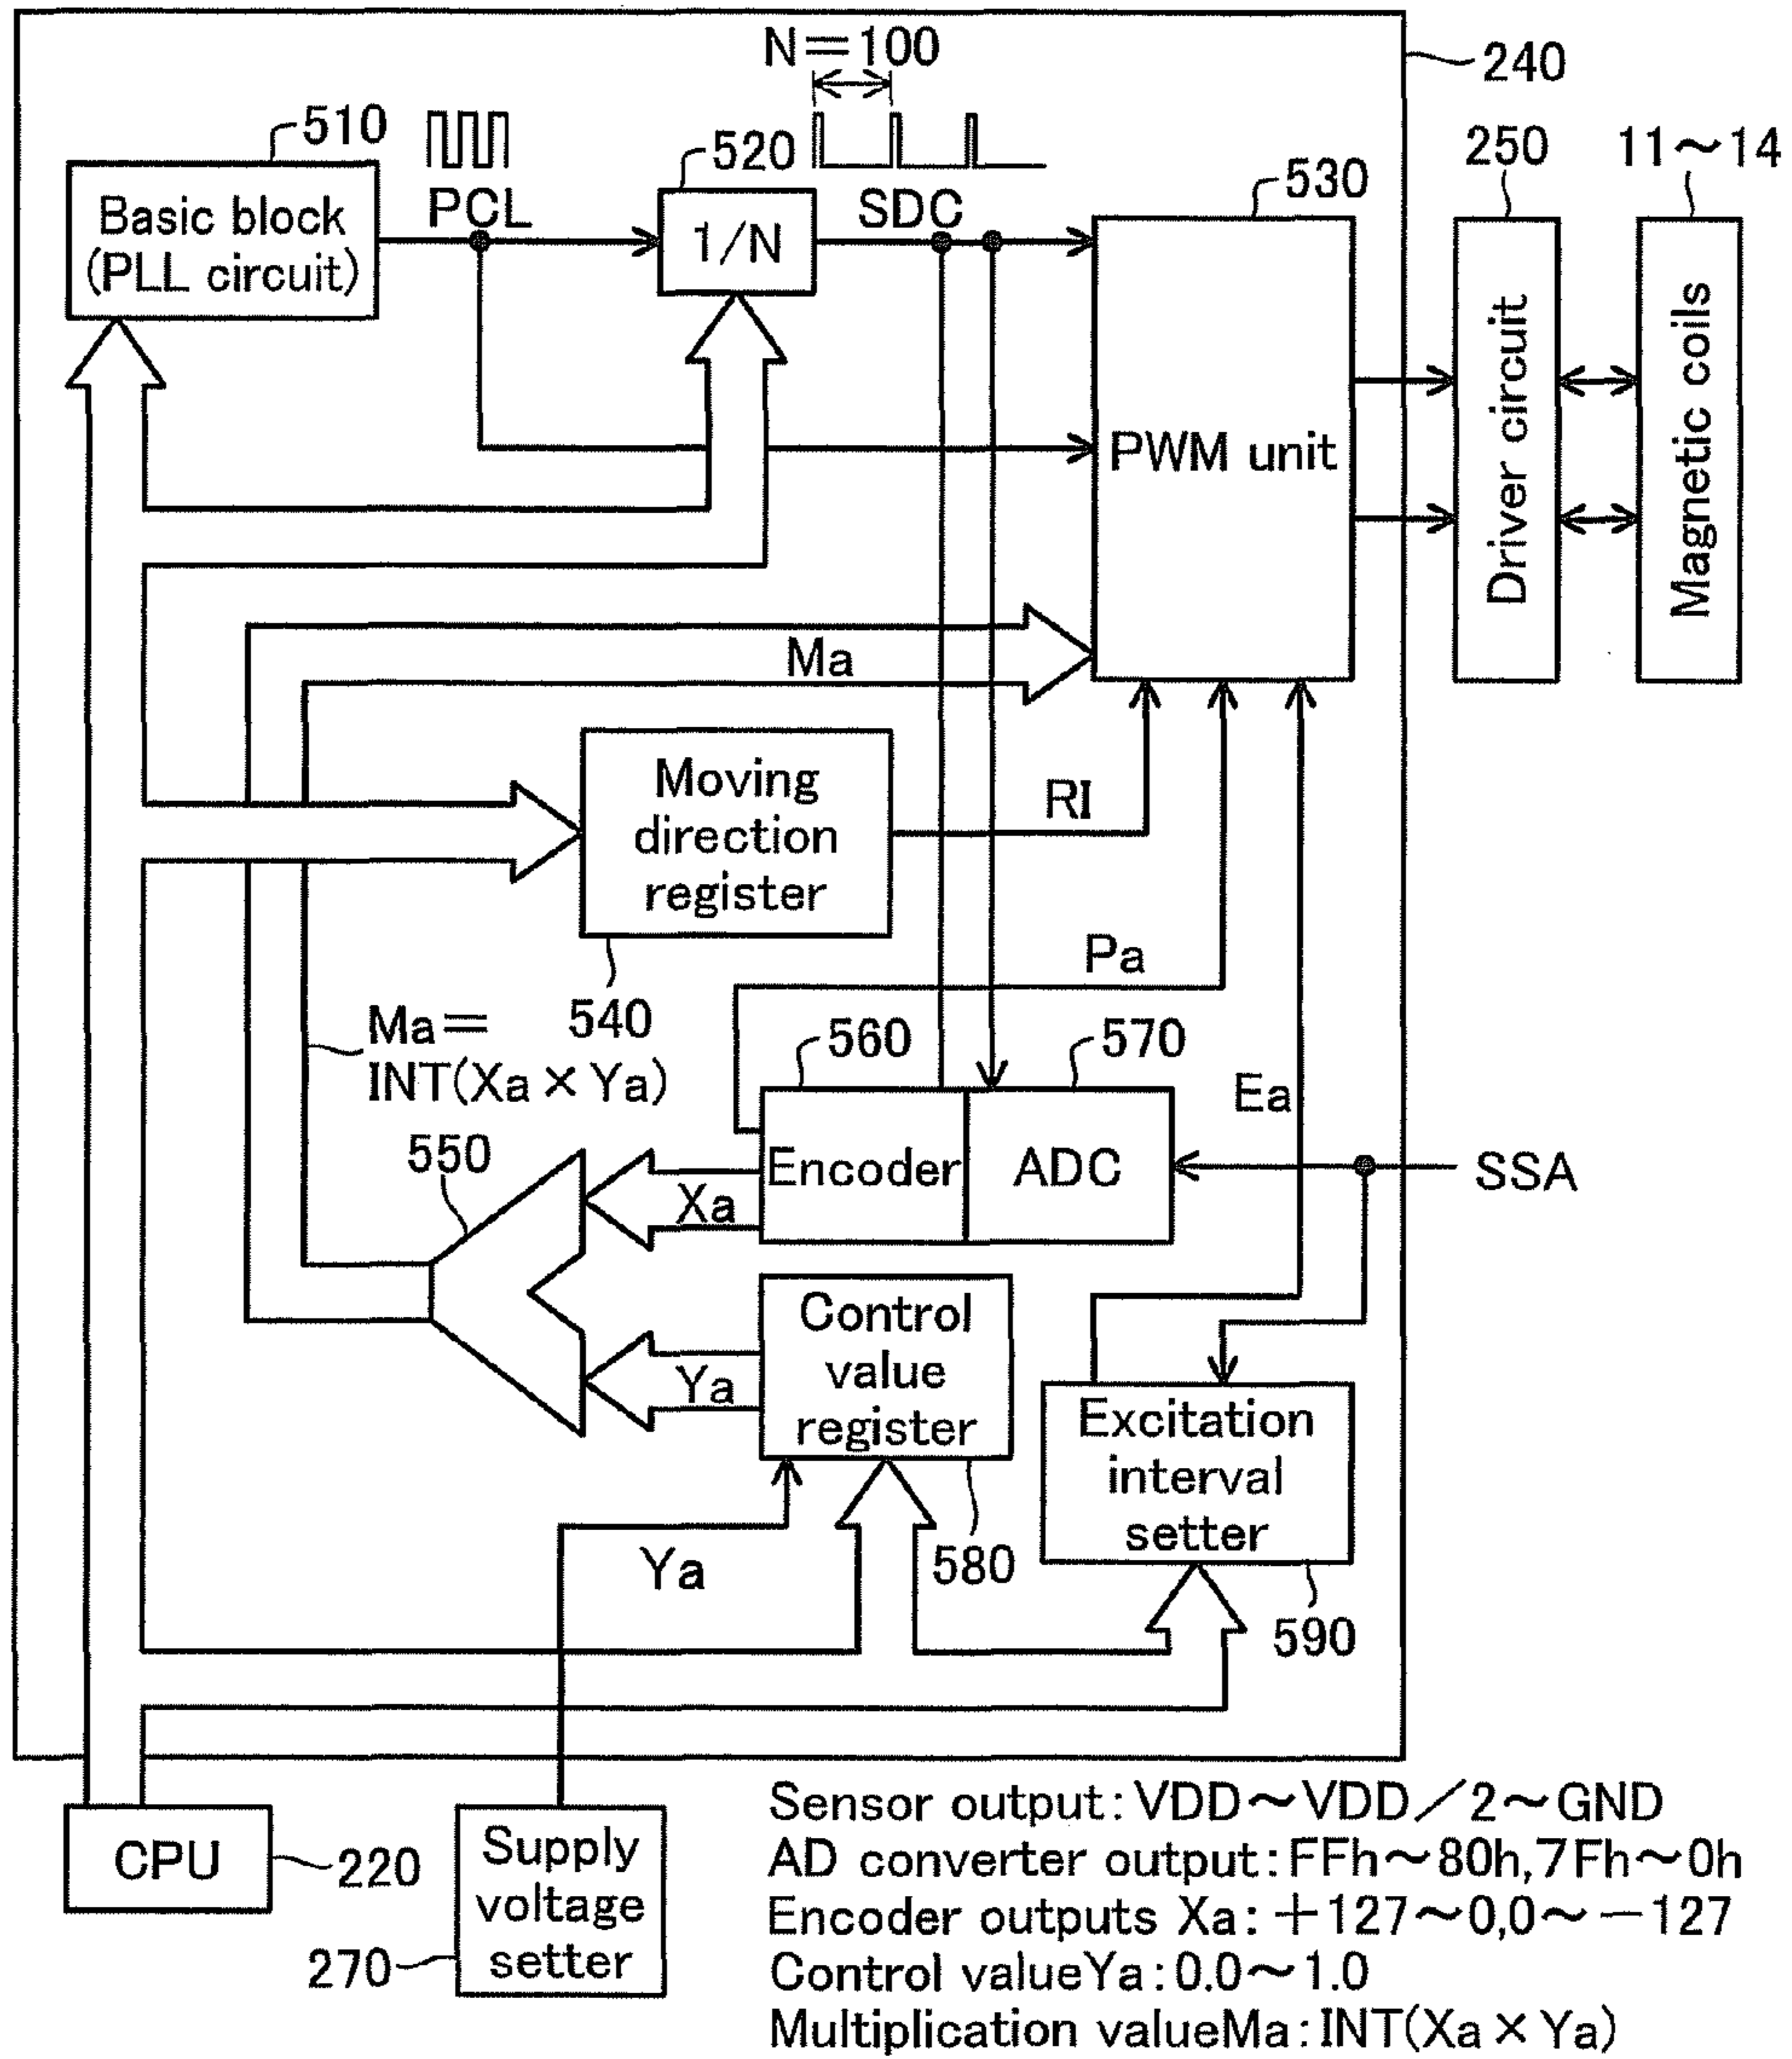 N=100
240
510
520
250
11～14
530
PCL
SDC
Basic block
(PLL circuit)
1/N
PWM unit
Driver circuit
Magnetic coils
Ma
Moving
direction
register
RI
540
Pa
Ma=
INT(Xa×Ya)
560
570
Ea
550
Encoder
ADC
SSA
Xa
Control
value
register
Ya
Excitation
interval
setter
Ya
580
590
CPU
220
Supply
voltage
setter
270
Sensor output:VDD～VDD／2～GND
AD converter output:FFh～80h,7Fh～0h
Encoder outputs Xa:＋127～0,0～－127
Control valueYa:0.0～1.0
Multiplication valueMa:INT(Xa×Ya)